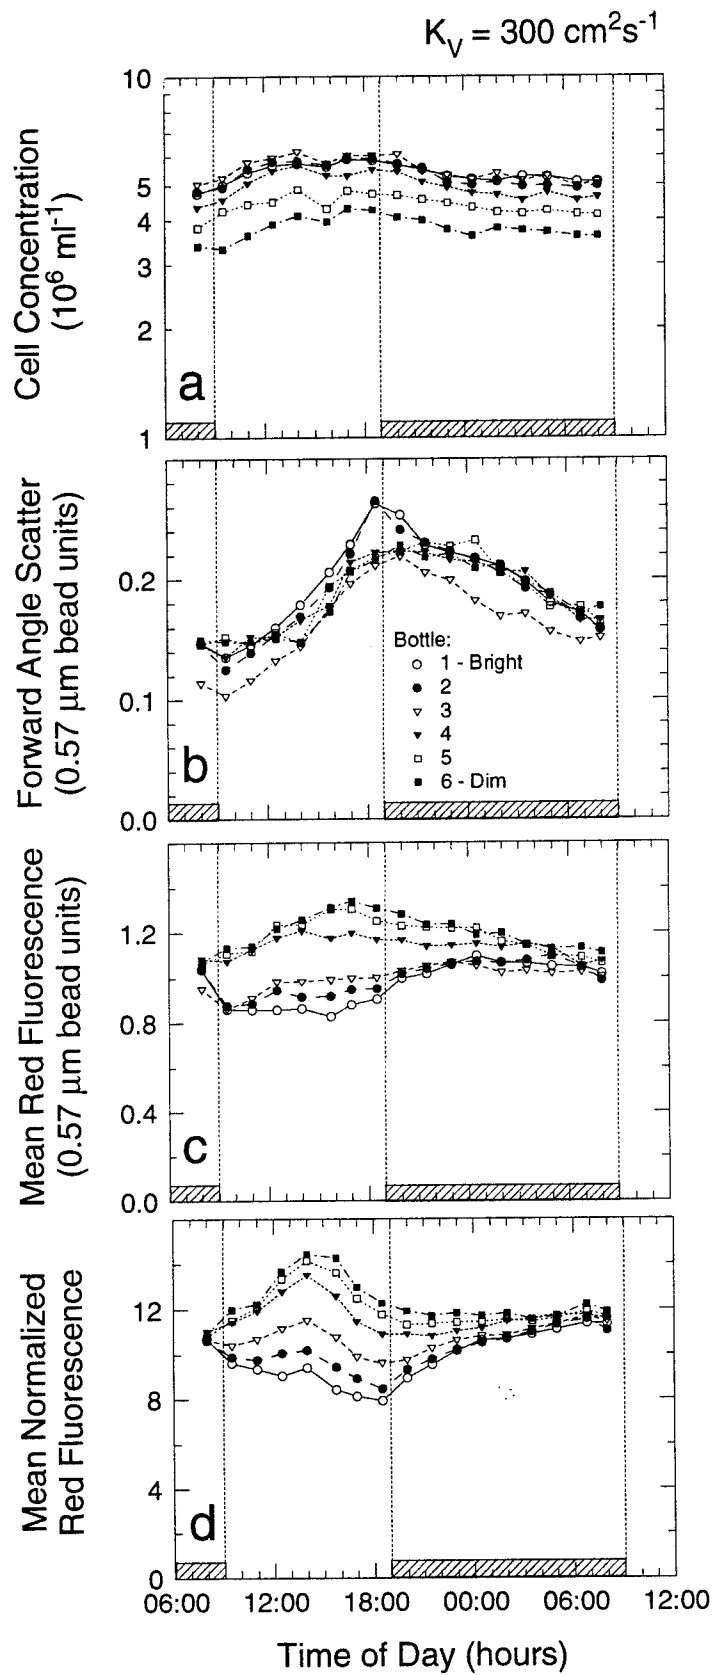 K_V = 300 cm²s⁻¹
Cell Concentration
(10⁶ ml⁻¹)
10
5
4
3
2
1
a
Forward Angle Scatter
(0.57 µm bead units)
0.2
0.1
0.0
b
Bottle:
1 - Bright
2
3
4
5
6 - Dim
Mean Red Fluorescence
(0.57 µm bead units)
1.2
0.8
0.4
0.0
c
Mean Normalized
Red Fluorescence
12
8
4
0
d
06:00 12:00 18:00 00:00 06:00 12:00
Time of Day (hours)